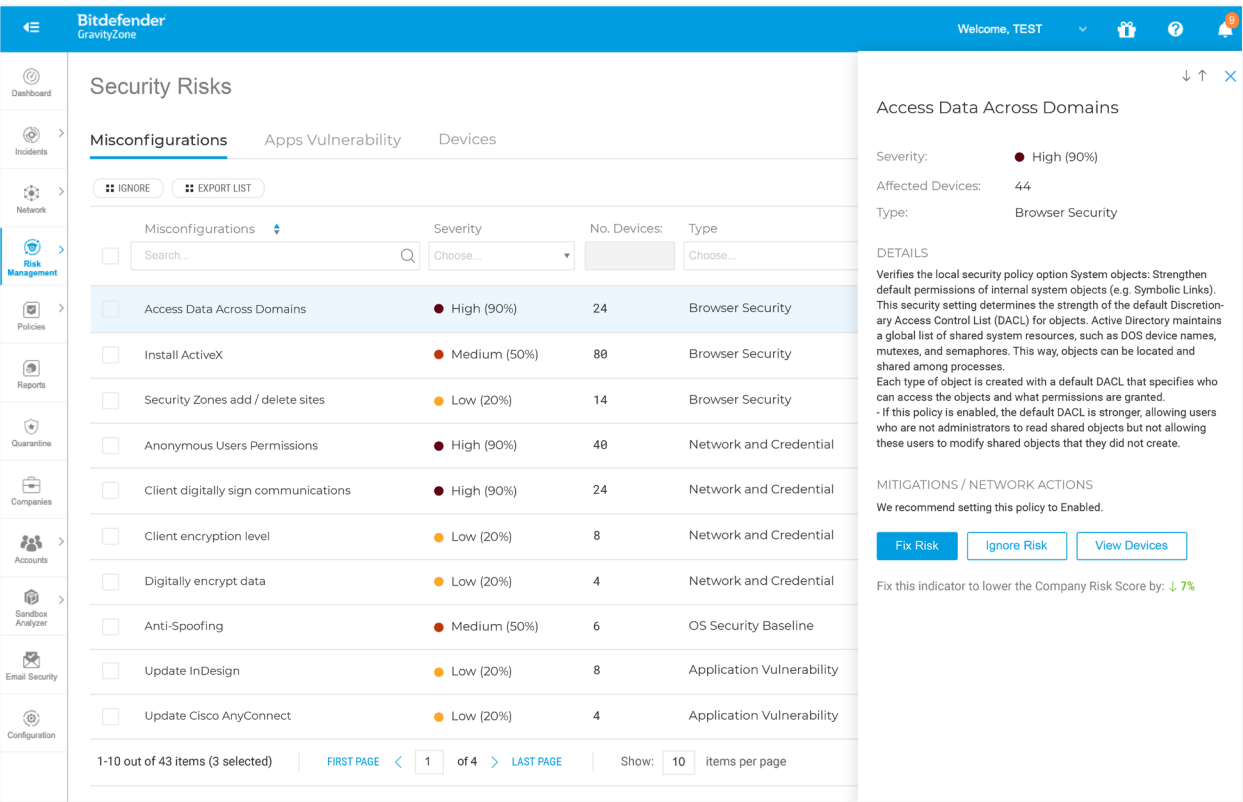 Bitdefender
GravityZone
Welcome, TEST
9
Dashboard
Incidents
Network
Risk
Management
Policies
Reports
Quarantine
Companies
Accounts
Sandbox
Analyzer
Email Security
Configuration
Security Risks
Misconfigurations
Apps Vulnerability
Devices
IGNORE
EXPORT LIST
Misconfigurations Severity No. Devices: Type
Search... Choose... Choose...
Access Data Across Domains High (90%) 24 Browser Security
Install ActiveX Medium (50%) 80 Browser Security
Security Zones add / delete sites Low (20%) 14 Browser Security
Anonymous Users Permissions High (90%) 40 Network and Credential
Client digitally sign communications High (90%) 24 Network and Credential
Client encryption level Low (20%) 8 Network and Credential
Digitally encrypt data Low (20%) 4 Network and Credential
Anti-Spoofing Medium (50%) 6 OS Security Baseline
Update InDesign Low (20%) 8 Application Vulnerability
Update Cisco AnyConnect Low (20%) 4 Application Vulnerability
1-10 out of 43 items (3 selected) FIRST PAGE 1 of 4 LAST PAGE Show: 10 items per page
Access Data Across Domains
Severity: High (90%)
Affected Devices: 44
Type: Browser Security
DETAILS
Verifies the local security policy option System objects: Strengthen
default permissions of internal system objects (e.g. Symbolic Links).
This security setting determines the strength of the default Discretion-
ary Access Control List (DACL) for objects. Active Directory maintains
a global list of shared system resources, such as DOS device names,
mutexes, and semaphores. This way, objects can be located and
shared among processes.
Each type of object is created with a default DACL that specifies who
can access the objects and what permissions are granted.
- If this policy is enabled, the default DACL is stronger, allowing users
who are not administrators to read shared objects but not allowing
these users to modify shared objects that they did not create.
MITIGATIONS / NETWORK ACTIONS
We recommend setting this policy to Enabled.
Fix Risk
Ignore Risk
View Devices
Fix this indicator to lower the Company Risk Score by: ↓ 7%